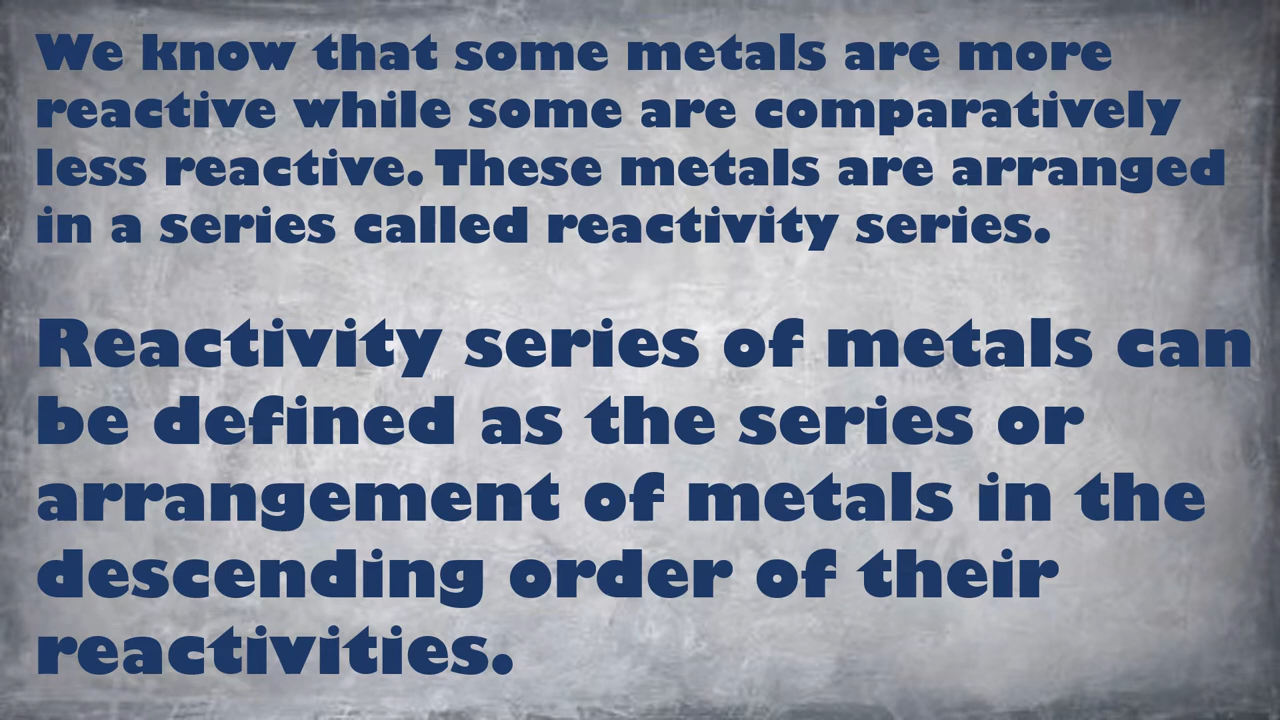 We know that some metals are more
reactive while some are comparatively
less reactive. These metals are arranged
in a series called reactivity series.
Reactivity series of metals can
be defined as the series or
arrangement of metals in the
descending order of their
reactivities.